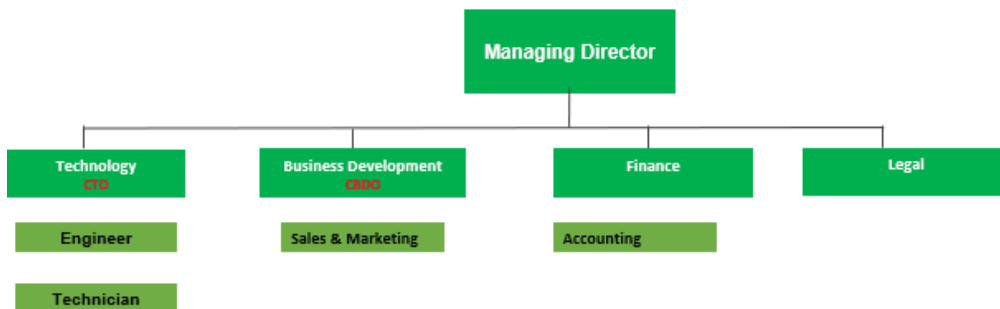 Managing Director
Technology
CTO
Business Development
CBDO
Finance
Legal
Engineer
Sales & Marketing
Accounting
Technician